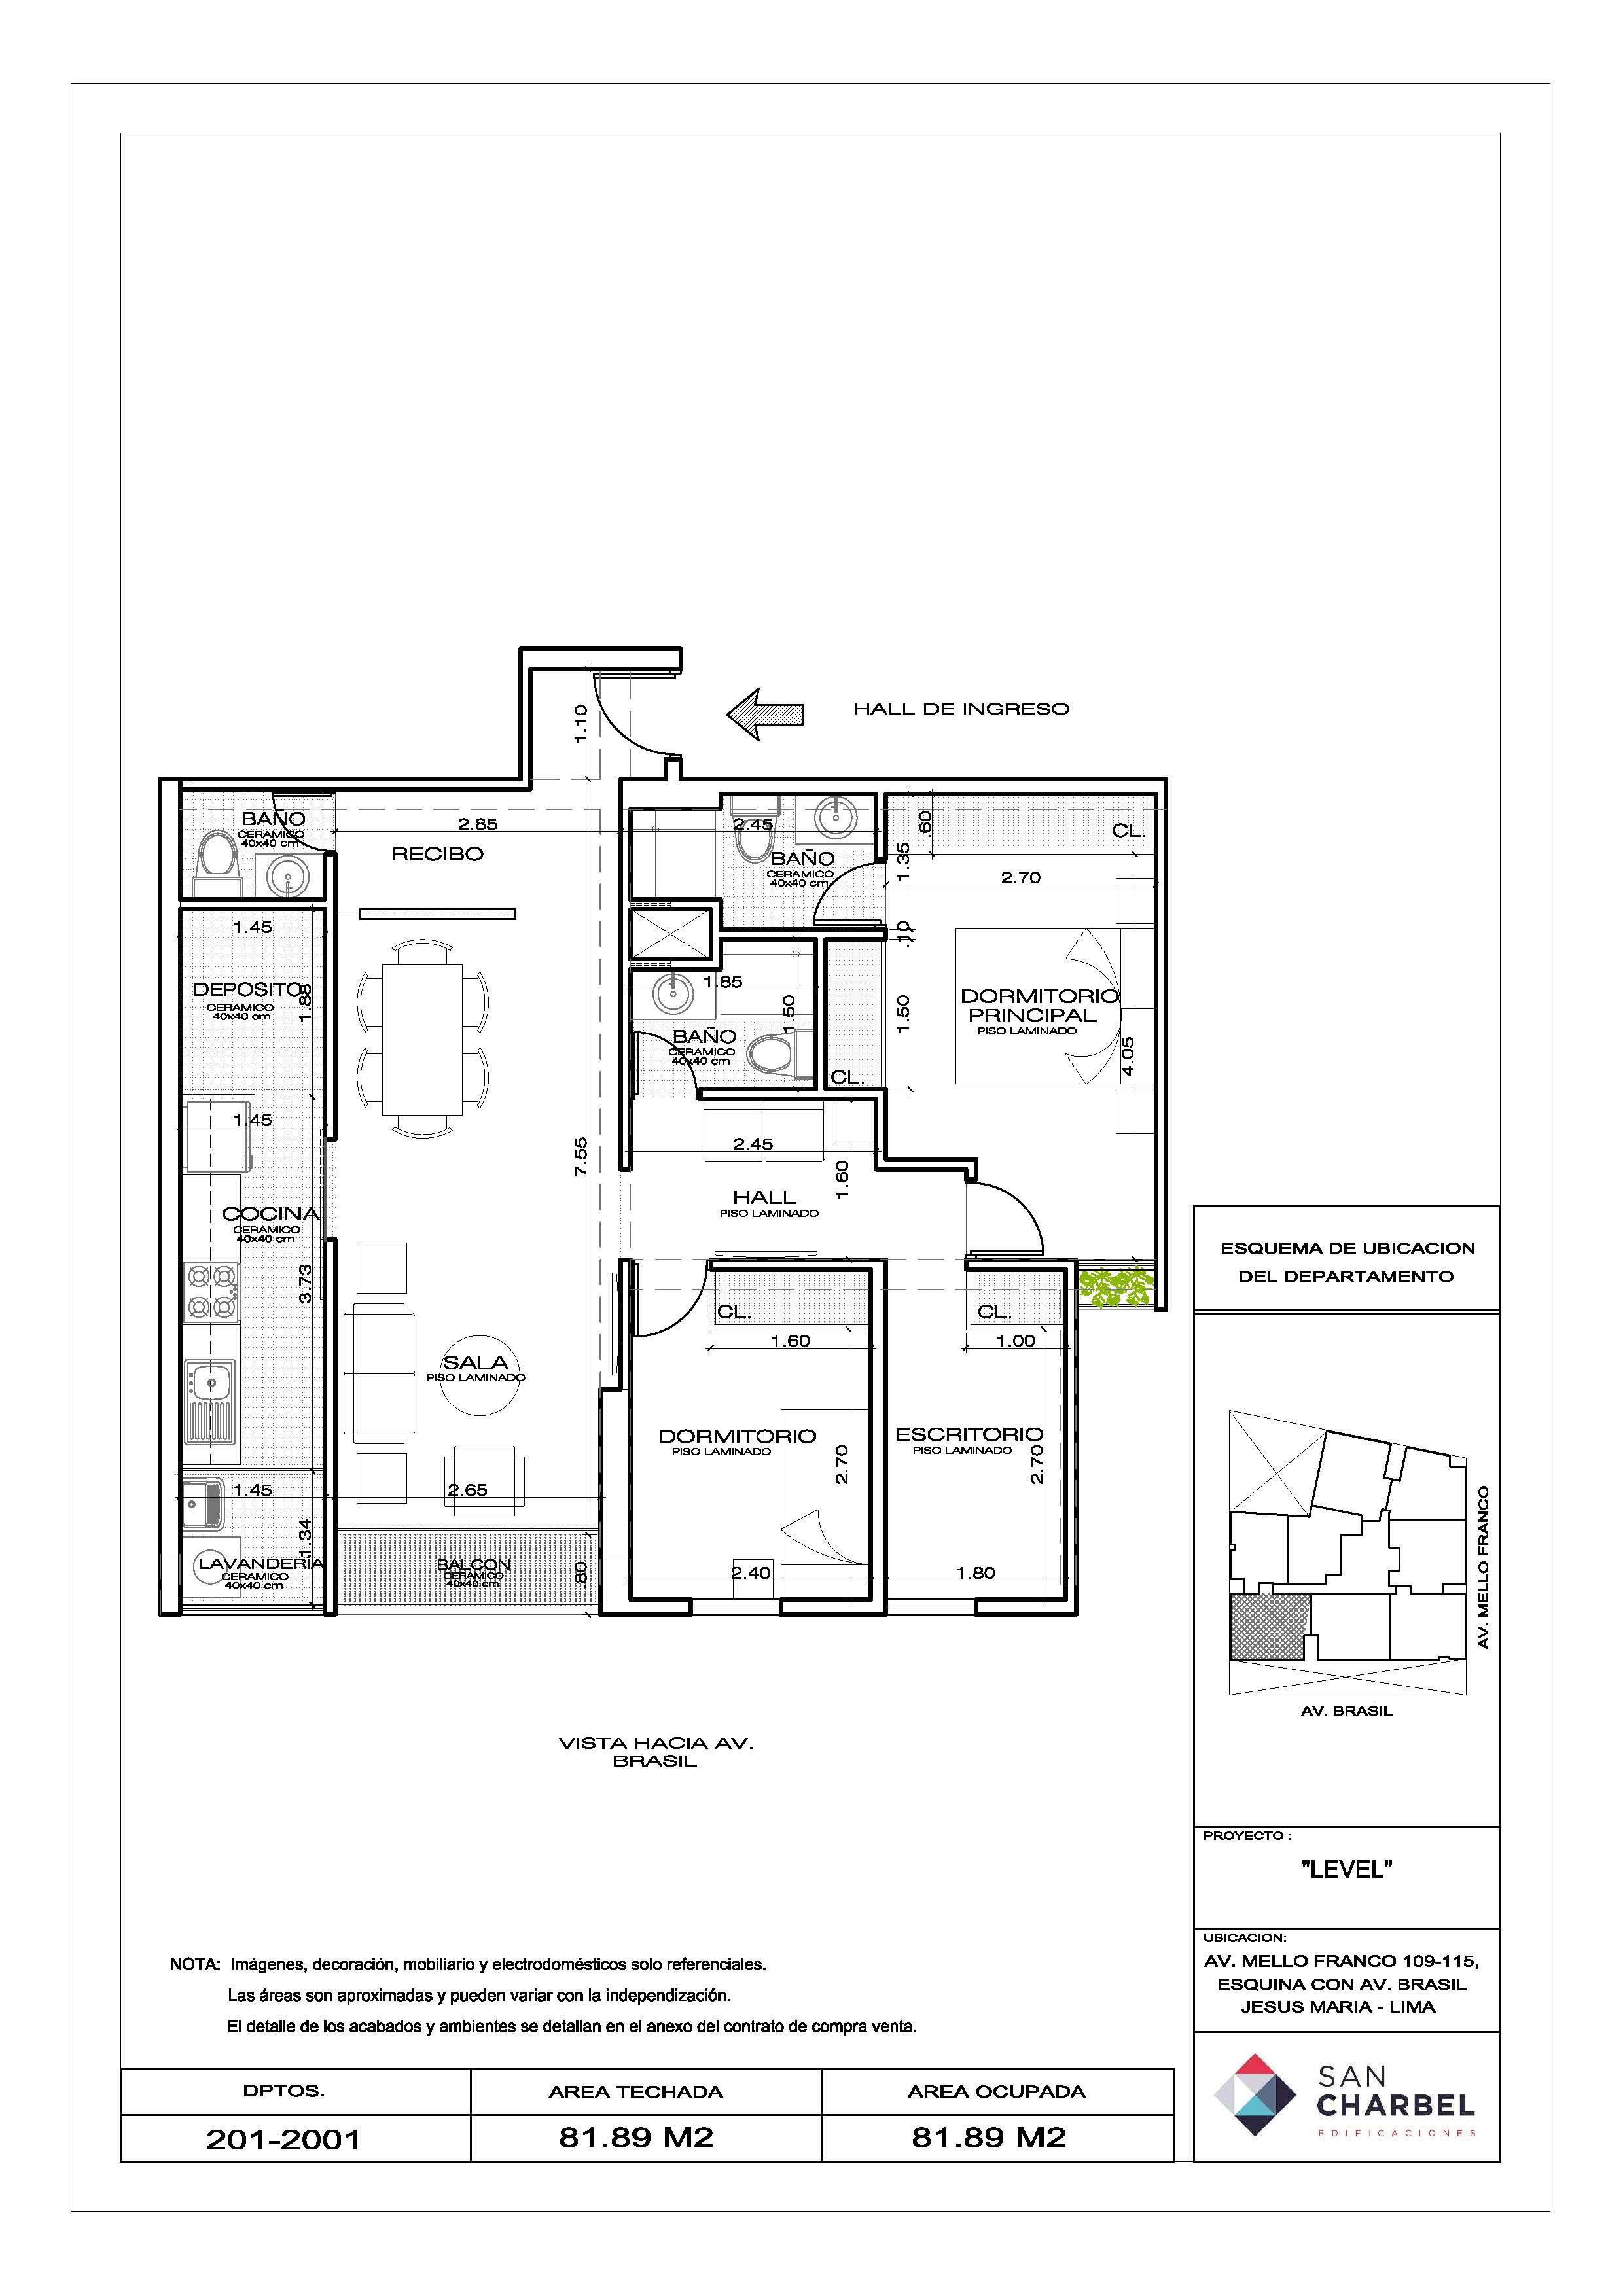 HALL DE INGRESO
1.10
BAÑO
CERAMICO
40x40 cm
2.85
RECIBO
2.45
BAÑO
CERAMICO
40x40 cm
.60
1.35
CL.
2.70
1.45
DEPOSITO
CERAMICO
40x40 cm
1.88
1.85
1.50
BAÑO
CERAMICO
40x40 cm
.10
1.50
CL.
DORMITORIO
PRINCIPAL
PISO LAMINADO
4.05
1.45
COCINA
CERAMICO
40x40 cm
3.73
7.55
2.45
1.60
HALL
PISO LAMINADO
SALA
PISO LAMINADO
CL.
1.60
CL.
1.00
DORMITORIO
PISO LAMINADO
2.70
ESCRITORIO
PISO LAMINADO
2.70
1.45
2.65
1.34
LAVANDERÍA
CERAMICO
40x40 cm
BALCON
CERAMICO
40x40 cm
.80
2.40
1.80
VISTA HACIA AV.
BRASIL
ESQUEMA DE UBICACION
DEL DEPARTAMENTO
AV. MELLO FRANCO
AV. BRASIL
PROYECTO :
"LEVEL"
UBICACION:
AV. MELLO FRANCO 109-115,
ESQUINA CON AV. BRASIL
JESUS MARIA - LIMA
SAN
CHARBEL
EDIFICACIONES
NOTA: Imágenes, decoración, mobiliario y electrodomésticos solo referenciales.
Las áreas son aproximadas y pueden variar con la independización.
El detalle de los acabados y ambientes se detallan en el anexo del contrato de compra venta.
DPTOS. AREA TECHADA AREA OCUPADA
201-2001 81.89 M2 81.89 M2